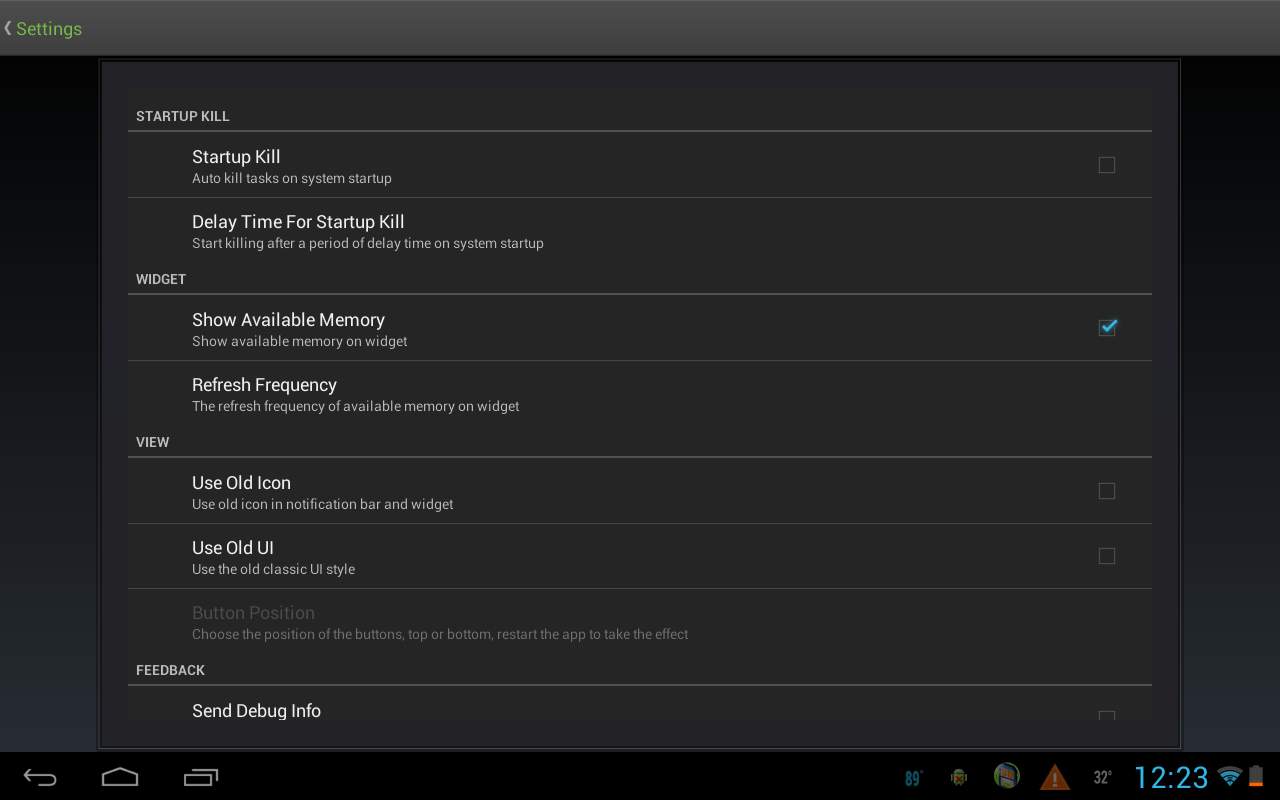 Settings
STARTUP KILL
Startup Kill
Auto kill tasks on system startup
Delay Time For Startup Kill
Start killing after a period of delay time on system startup
WIDGET
Show Available Memory
Show available memory on widget
Refresh Frequency
The refresh frequency of available memory on widget
VIEW
Use Old Icon
Use old icon in notification bar and widget
Use Old UI
Use the old classic UI style
Button Position
Choose the position of the buttons, top or bottom, restart the app to take the effect
FEEDBACK
Send Debug Info
89° 32° 12:23